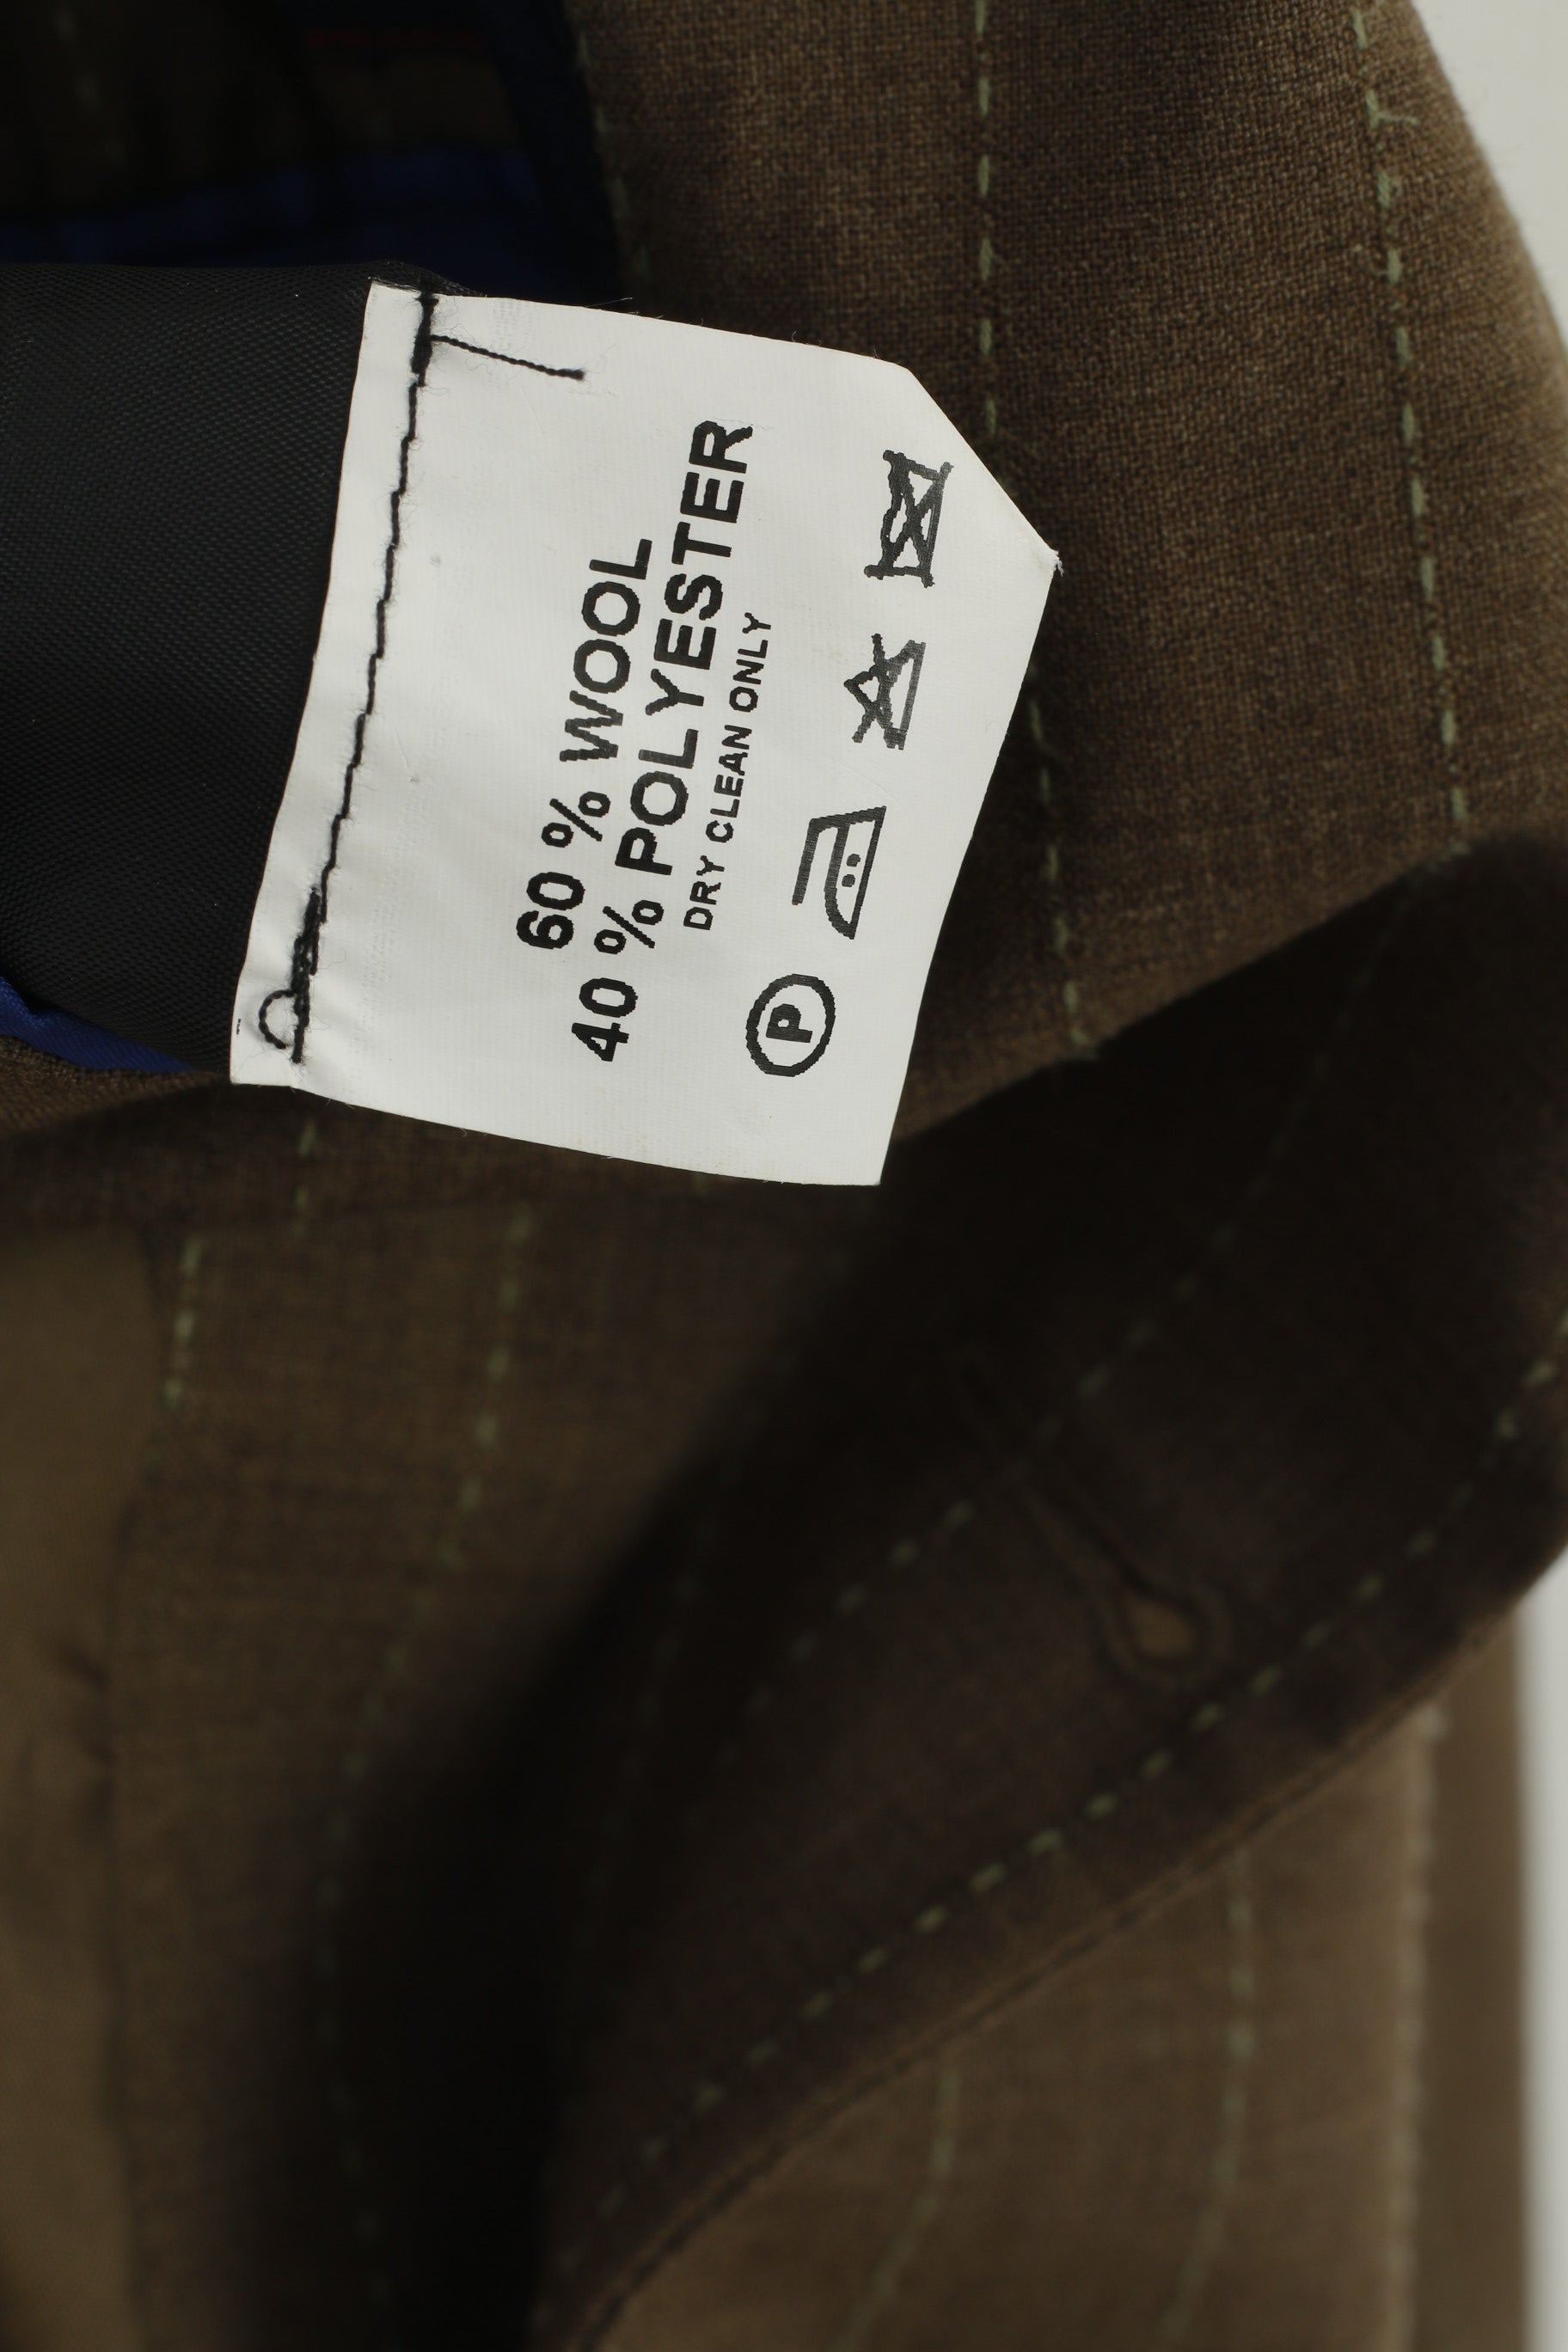 60 % WOOL
40 % POLYESTER
DRY CLEAN ONLY
P